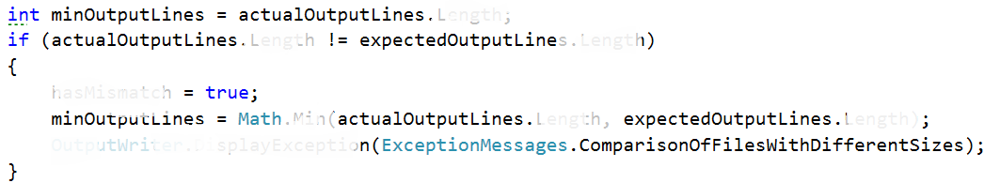 int minOutputLines = actualOutputLines.Length;
if (actualOutputLines.Length != expectedOutputLines.Length)
{
    hasMismatch = true;
    minOutputLines = Math.Min(actualOutputLines.Length, expectedOutputLines.Length);
    OutputWriter.DisplayException(ExceptionMessages.ComparisonOfFilesWithDifferentSizes);
}